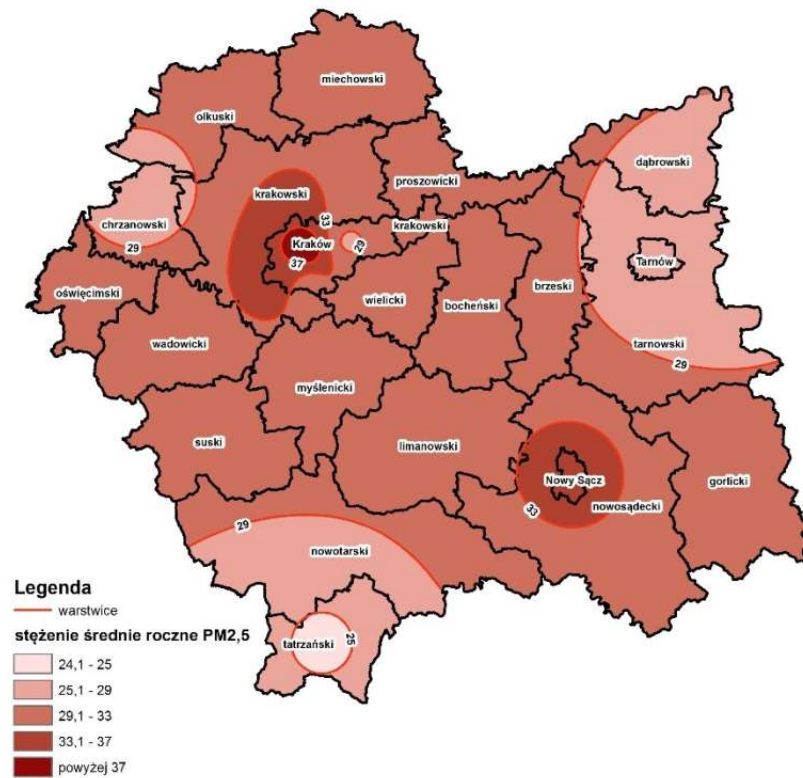 miechowski
olkuski
dąbrowski
krakowski
proszowicki
chrzanowski
33
krakowski
Kraków
29
29
37
Tarnów
oświęcimski
wielicki
bocheński
brzeski
wadowicki
tarnowski
29
myślenicki
suski
limanowski
Nowy Sącz
gorlicki
33
nowosądecki
29
nowotarski
Legenda
warstwice
stężenie średnie roczne PM2,5
tatrzański
25
24,1 - 25
25,1 - 29
29,1 - 33
33,1 - 37
powyżej 37